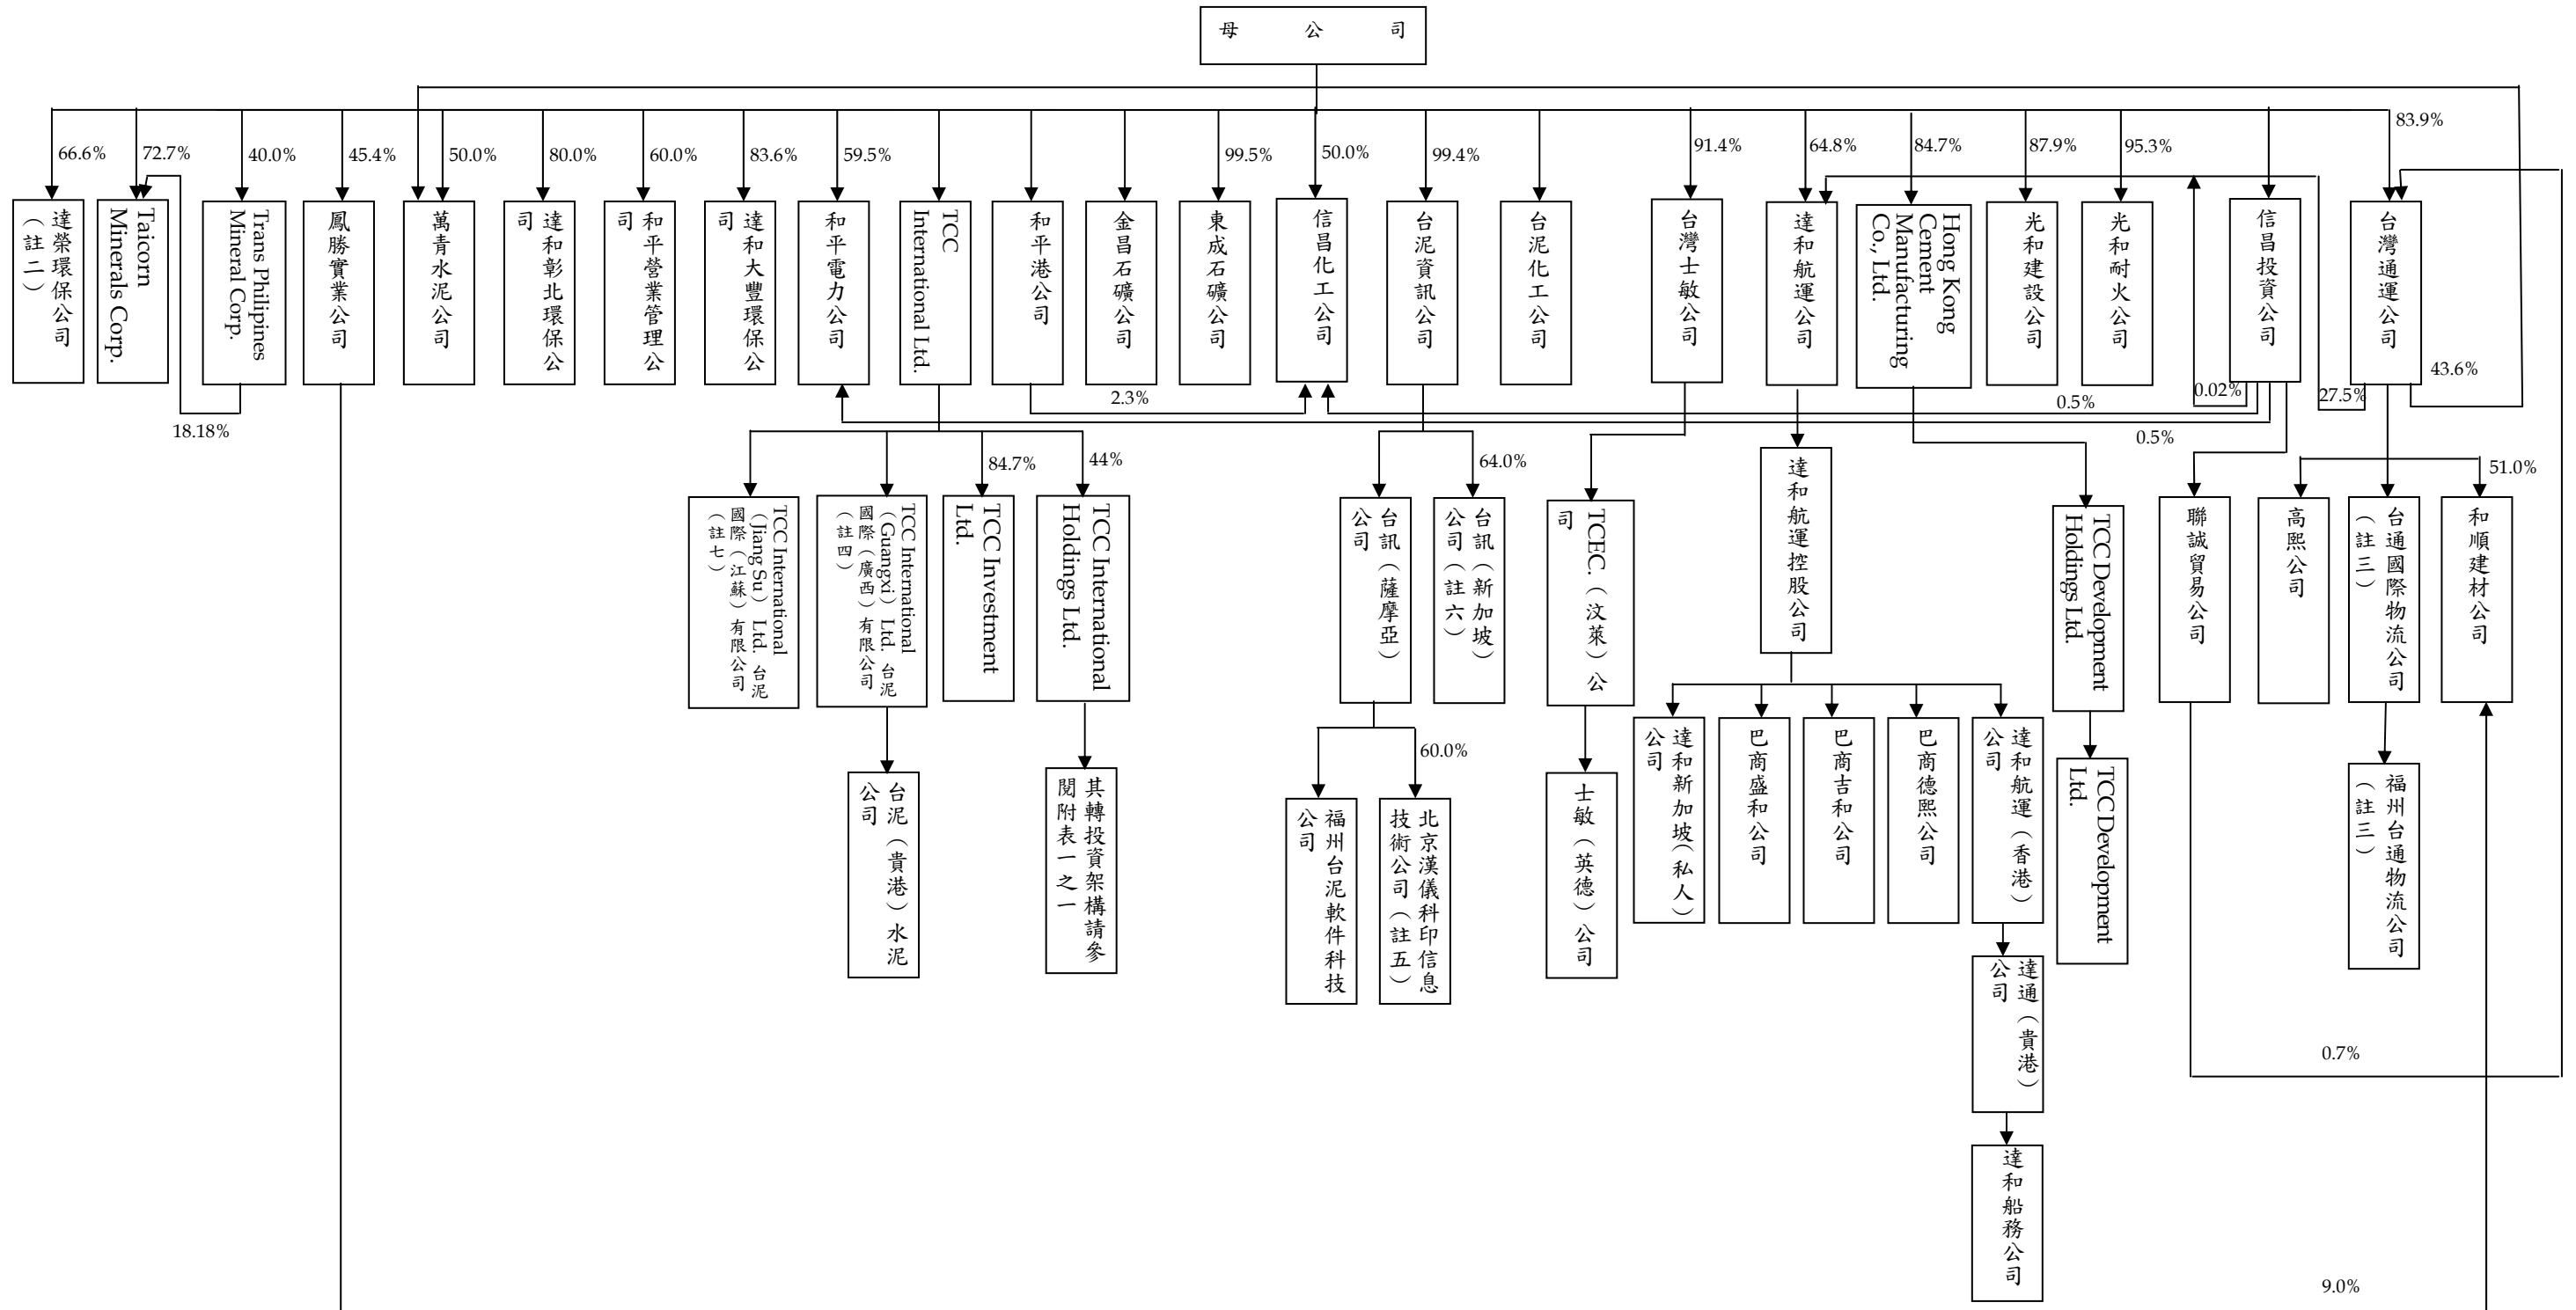 母公司
66.6%
72.7%
40.0%
45.4%
50.0%
80.0%
60.0%
83.6%
59.5%
99.5%
50.0%
99.4%
91.4%
64.8%
84.7%
87.9%
95.3%
83.9%
達榮環保公司
（註二）
Taicorn
Minerals Corp.
Trans Philipines
Mineral Corp.
鳳勝實業公司
萬青水泥公司
達和彰北環保公
司
和平營業管理公
司
達和大豐環保公
司
和平電力公司
TCC
International Ltd.
和平港公司
金昌石礦公司
東成石礦公司
信昌化工公司
台泥資訊公司
台泥化工公司
台灣士敏公司
達和航運公司
Hong Kong
Cement
Manufacturing
Co., Ltd.
光和建設公司
光和耐火公司
信昌投資公司
台灣通運公司
18.18%
2.3%
0.5%
0.02%
27.5%
43.6%
0.5%
84.7%
44%
64.0%
51.0%
TCC International
（Jiang Su） Ltd. 台泥
國際（江蘇）有限公司
（註七）
TCC International
（Guangxi） Ltd. 台泥
國際（廣西）有限公司
（註四）
TCC Investment
Ltd.
TCC International
Holdings Ltd.
台訊（薩摩亞）
公司
台訊（新加坡）
公司（註六）
TCEC.（汶萊）公
司
達和航運控股公司
TCC Development
Holdings Ltd.
聯誠貿易公司
高熙公司
台通國際物流公司
（註三）
和順建材公司
台泥（貴港）水泥
公司
其轉投資架構請參
閱附表一之一
60.0%
福州台泥軟件科技
公司
北京漢儀科印信息
技術公司（註五）
士敏（英德）公司
達和新加坡(私人)
公司
巴商盛和公司
巴商吉和公司
巴商德熙公司
達和航運（香港）
公司
TCC Development
Ltd.
福州台通物流公司
（註三）
達通（貴港）
公司
達和船務公司
0.7%
9.0%